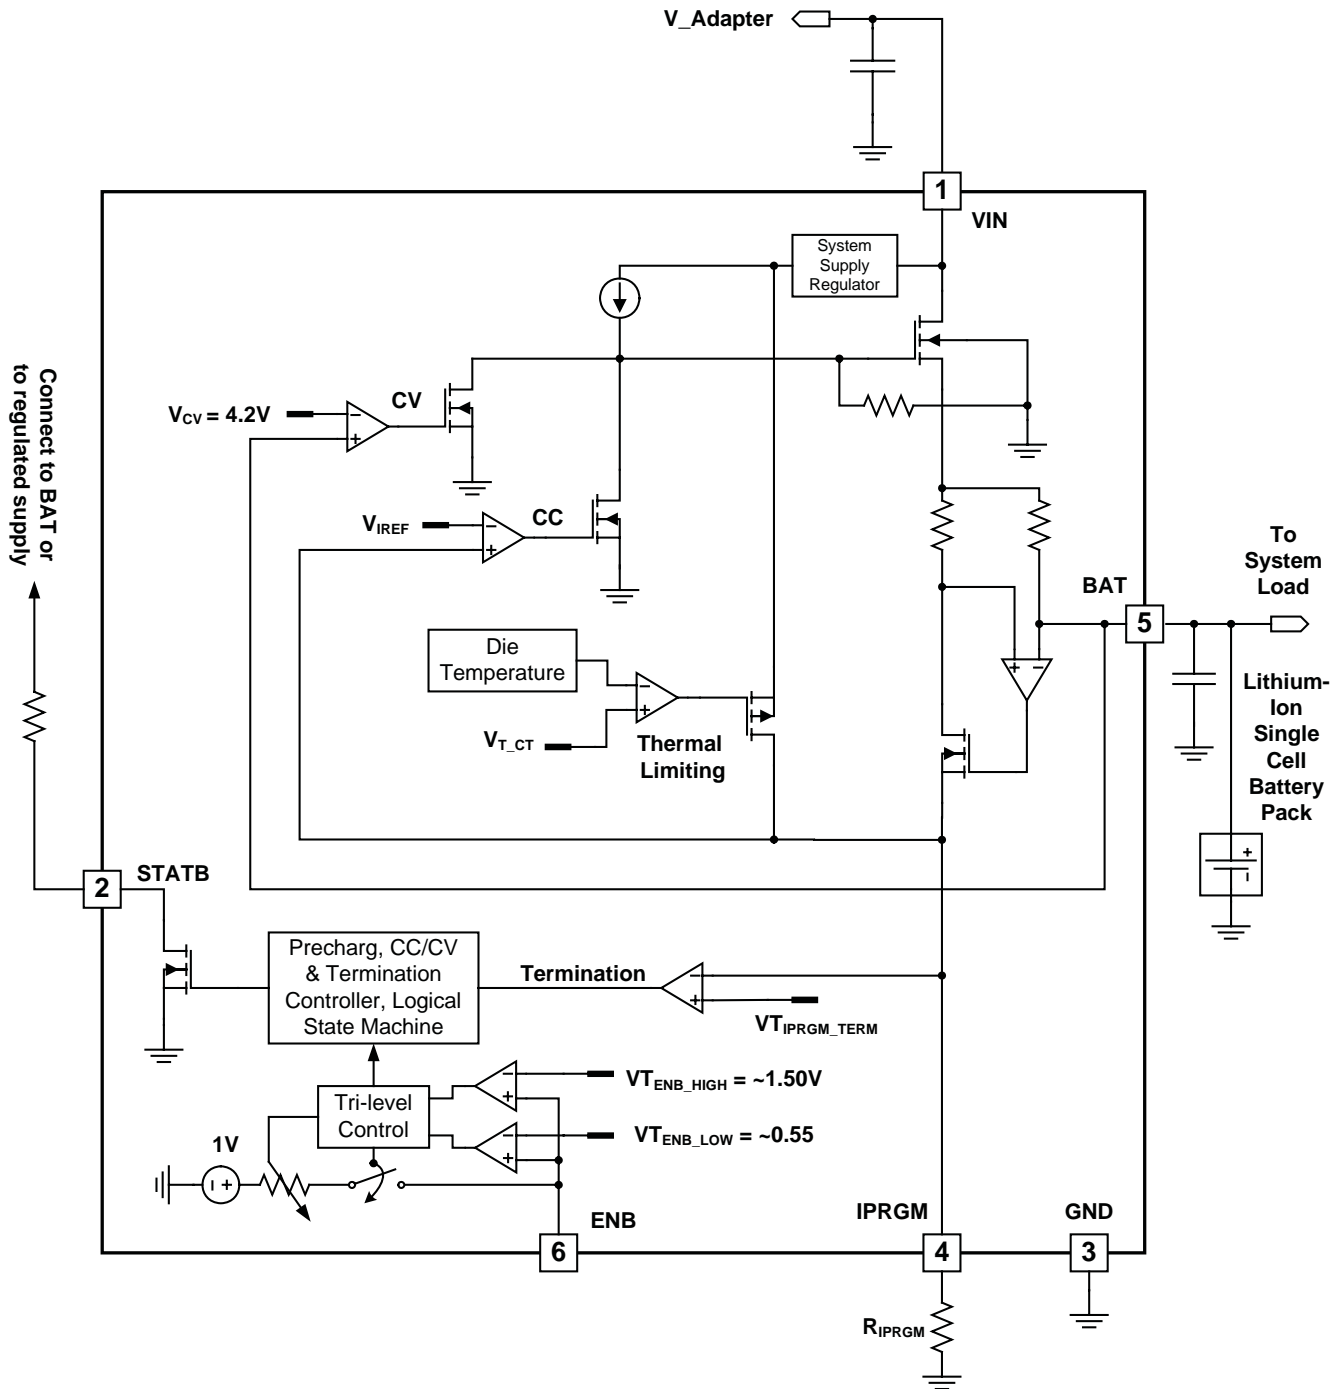 V_Adapter
1
VIN
System
Supply
Regulator
Connect to BAT or
to regulated supply
CV
VCV = 4.2V
−
+
VIREF
CC
−
+
To
System
Load
BAT
5
Die
Temperature
−
+
VT_CT
Thermal
Limiting
+ −
Lithium-
Ion
Single
Cell
Battery
Pack
+
−
2
STATB
Precharg, CC/CV
& Termination
Controller, Logical
State Machine
Termination
−
+
VTIPRGM_TERM
−
+
VTENB_HIGH = ~1.50V
Tri-level
Control
−
+
VTENB_LOW = ~0.55
1V
− +
ENB
6
IPRGM
4
GND
3
RIPRGM